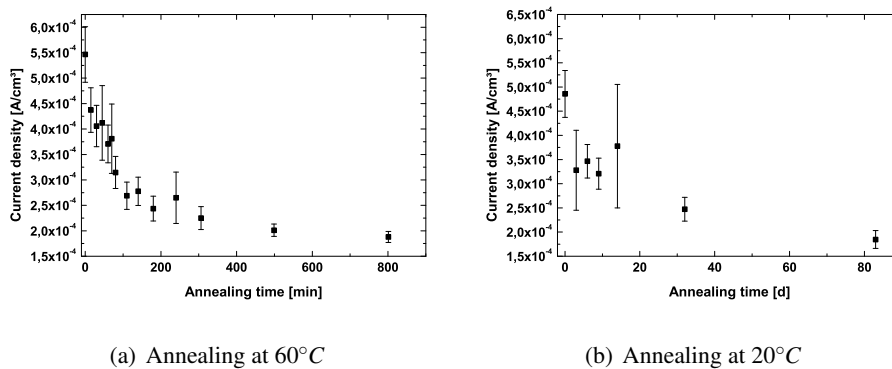 6,0x10⁻⁴
5,5x10⁻⁴
5,0x10⁻⁴
4,5x10⁻⁴
4,0x10⁻⁴
3,5x10⁻⁴
3,0x10⁻⁴
2,5x10⁻⁴
2,0x10⁻⁴
1,5x10⁻⁴
Current density [A/cm³]
0 200 400 600 800
Annealing time [min]
(a) Annealing at 60°C
6,5x10⁻⁴
6,0x10⁻⁴
5,5x10⁻⁴
5,0x10⁻⁴
4,5x10⁻⁴
4,0x10⁻⁴
3,5x10⁻⁴
3,0x10⁻⁴
2,5x10⁻⁴
2,0x10⁻⁴
1,5x10⁻⁴
Current density [A/cm³]
0 20 40 60 80
Annealing time [d]
(b) Annealing at 20°C